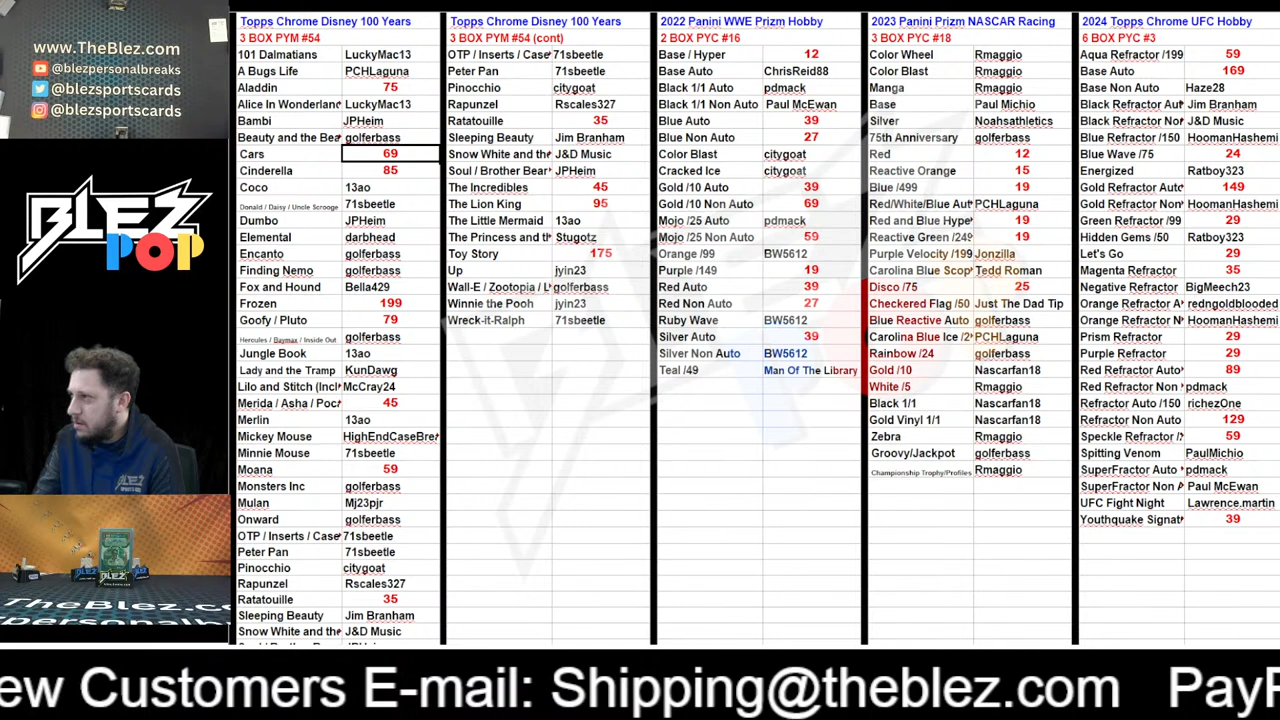 www.TheBlez.com
@blezpersonalbreaks
@blezsportscards
@blezsportscards
BLEZ
POP
BLEZ
Topps Chrome Disney 100 Years
3 BOX PYM #54
101 Dalmatians LuckyMac13
A Bugs Life PCHLaguna
Aladdin 75
Alice In Wonderlan LuckyMac13
Bambi JPHeim
Beauty and the Bea golferbass
Cars 69
Cinderella 85
Coco 13ao
Donald / Daisy / Uncle Scrooge 71sbeetle
Dumbo JPHeim
Elemental darbhead
Encanto golferbass
Finding Nemo golferbass
Fox and Hound Bella429
Frozen 199
Goofy / Pluto 79
Hercules / Baymax / Inside Out golferbass
Jungle Book 13ao
Lady and the Tramp KunDawg
Lilo and Stitch (Incl McCray24
Merida / Asha / Poc 45
Merlin 13ao
Mickey Mouse HighEndCaseBre
Minnie Mouse 71sbeetle
Moana 59
Monsters Inc golferbass
Mulan Mj23pjr
Onward golferbass
OTP / Inserts / Case 71sbeetle
Peter Pan 71sbeetle
Pinocchio citygoat
Rapunzel Rscales327
Ratatouille 35
Sleeping Beauty Jim Branham
Snow White and the J&D Music
Topps Chrome Disney 100 Years
3 BOX PYM #54 (cont)
OTP / Inserts / Case 71sbeetle
Peter Pan 71sbeetle
Pinocchio citygoat
Rapunzel Rscales327
Ratatouille 35
Sleeping Beauty Jim Branham
Snow White and the J&D Music
Soul / Brother Bear JPHeim
The Incredibles 45
The Lion King 95
The Little Mermaid 13ao
The Princess and th Stugotz
Toy Story 175
Up jyin23
Wall-E / Zootopia / L golferbass
Winnie the Pooh jyin23
Wreck-it-Ralph 71sbeetle
2022 Panini WWE Prizm Hobby
2 BOX PYC #16
Base / Hyper 12
Base Auto ChrisReid88
Black 1/1 Auto pdmack
Black 1/1 Non Auto Paul McEwan
Blue Auto 39
Blue Non Auto 27
Color Blast citygoat
Cracked Ice citygoat
Gold /10 Auto 39
Gold /10 Non Auto 69
Mojo /25 Auto pdmack
Mojo /25 Non Auto 59
Orange /99 BW5612
Purple /149 19
Red Auto 39
Red Non Auto 27
Ruby Wave BW5612
Silver Auto 39
Silver Non Auto BW5612
Teal /49 Man Of The Library
2023 Panini Prizm NASCAR Racing
3 BOX PYC #18
Color Wheel Rmaggio
Color Blast Rmaggio
Manga Rmaggio
Base Paul Michio
Silver Noahsathletics
75th Anniversary golferbass
Red 12
Reactive Orange 15
Blue /499 19
Red/White/Blue Aut PCHLaguna
Red and Blue Hype 19
Reactive Green /249 19
Purple Velocity /199 Jonzilla
Carolina Blue Scop Tedd Roman
Disco /75 25
Checkered Flag /50 Just The Dad Tip
Blue Reactive Auto golferbass
Carolina Blue Ice /2 PCHLaguna
Rainbow /24 golferbass
Gold /10 Nascarfan18
White /5 Rmaggio
Black 1/1 Nascarfan18
Gold Vinyl 1/1 Nascarfan18
Zebra Rmaggio
Groovy/Jackpot golferbass
Championship Trophy/Profiles Rmaggio
2024 Topps Chrome UFC Hobby
6 BOX PYC #3
Aqua Refractor /199 59
Base Auto 169
Base Non Auto Haze28
Black Refractor Aut Jim Branham
Black Refractor Nor J&D Music
Blue Refractor /150 HoomanHashemi
Blue Wave /75 24
Energized Ratboy323
Gold Refractor Aut 149
Gold Refractor Non HoomanHashemi
Green Refractor /99 29
Hidden Gems /50 Ratboy323
Let's Go 29
Magenta Refractor 35
Negative Refractor BigMeech23
Orange Refractor A redngoldblooded
Orange Refractor N HoomanHashemi
Prism Refractor 29
Purple Refractor 29
Red Refractor Auto 89
Red Refractor Non pdmack
Refractor Auto /150 richezOne
Refractor Non Auto 129
Speckle Refractor /2 59
Spitting Venom PaulMichio
SuperFractor Auto pdmack
SuperFractor Non A Paul McEwan
UFC Fight Night Lawrence.martin
Youthquake Signat 39
ew Customers E-mail: Shipping@theblez.com PayP